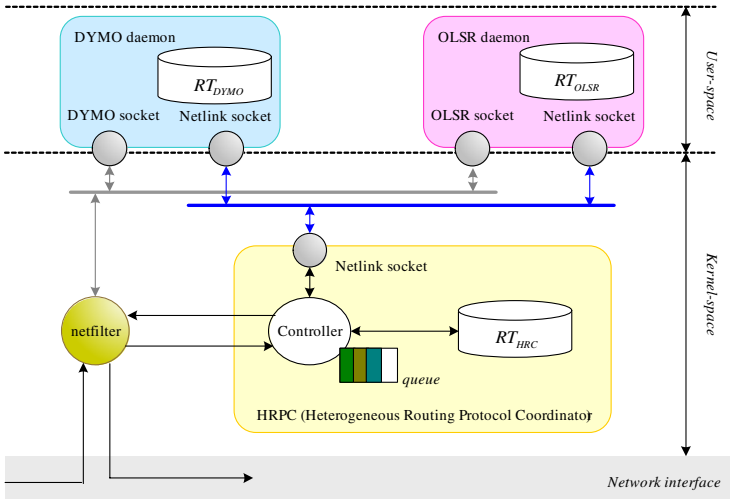 DYMO daemon
OLSR daemon
RT_DYMO
RT_OLSR
DYMO socket
Netlink socket
OLSR socket
Netlink socket
User-space
Kernel-space
Netlink socket
netfilter
Controller
RT_HRC
queue
HRPC (Heterogeneous Routing Protocol Coordinator)
Network interface